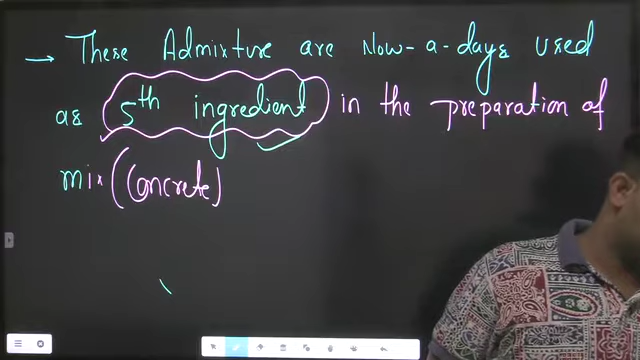 → These Admixture are Now-a-days used
as 5th ingredient in the preparation of
mix (Concrete)